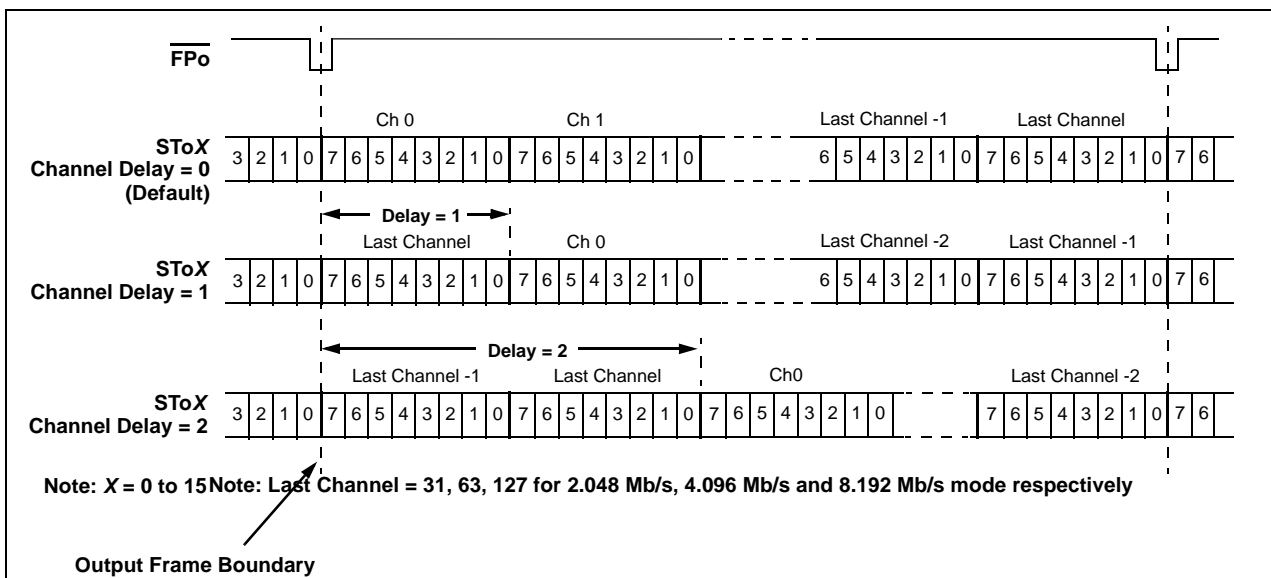 FPo
Ch 0 Ch 1 Last Channel -1 Last Channel
SToX
Channel Delay = 0
(Default)
3 2 1 0 7 6 5 4 3 2 1 0 7 6 5 4 3 2 1 0 6 5 4 3 2 1 0 7 6 5 4 3 2 1 0 7 6
Delay = 1
Last Channel Ch 0 Last Channel -2 Last Channel -1
SToX
Channel Delay = 1
3 2 1 0 7 6 5 4 3 2 1 0 7 6 5 4 3 2 1 0 6 5 4 3 2 1 0 7 6 5 4 3 2 1 0 7 6
Delay = 2
Last Channel -1 Last Channel Ch0 Last Channel -2
SToX
Channel Delay = 2
3 2 1 0 7 6 5 4 3 2 1 0 7 6 5 4 3 2 1 0 7 6 5 4 3 2 1 0 7 6 5 4 3 2 1 0 7 6
Note: X = 0 to 15 Note: Last Channel = 31, 63, 127 for 2.048 Mb/s, 4.096 Mb/s and 8.192 Mb/s mode respectively
Output Frame Boundary